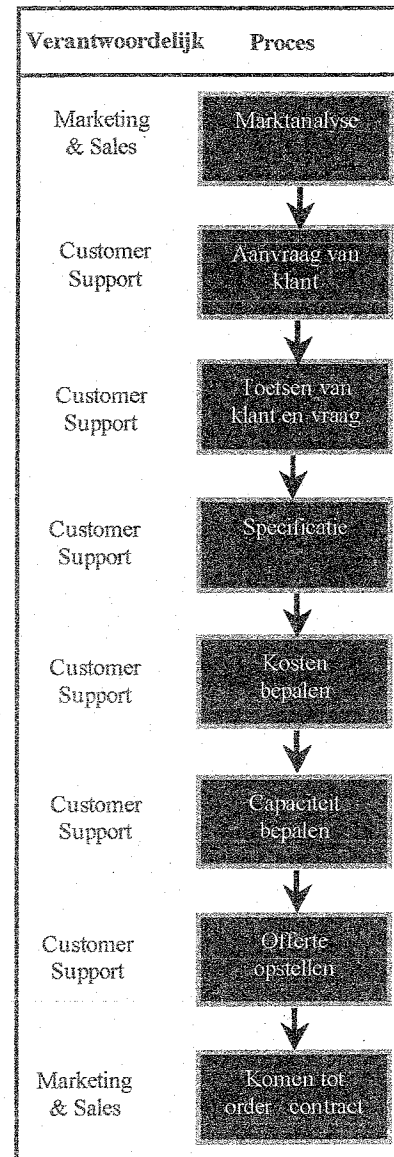 Verantwoordelijk Proces
Marketing
& Sales
Marktanalyse
Customer
Support
Aanvraag van
klant
Customer
Support
Toetsen van
klant en vraag
Customer
Support
Specificatie
Customer
Support
Kosten
bepalen
Customer
Support
Capaciteit
bepalen
Customer
Support
Offerte
opstellen
Marketing
& Sales
Komen tot
order contract